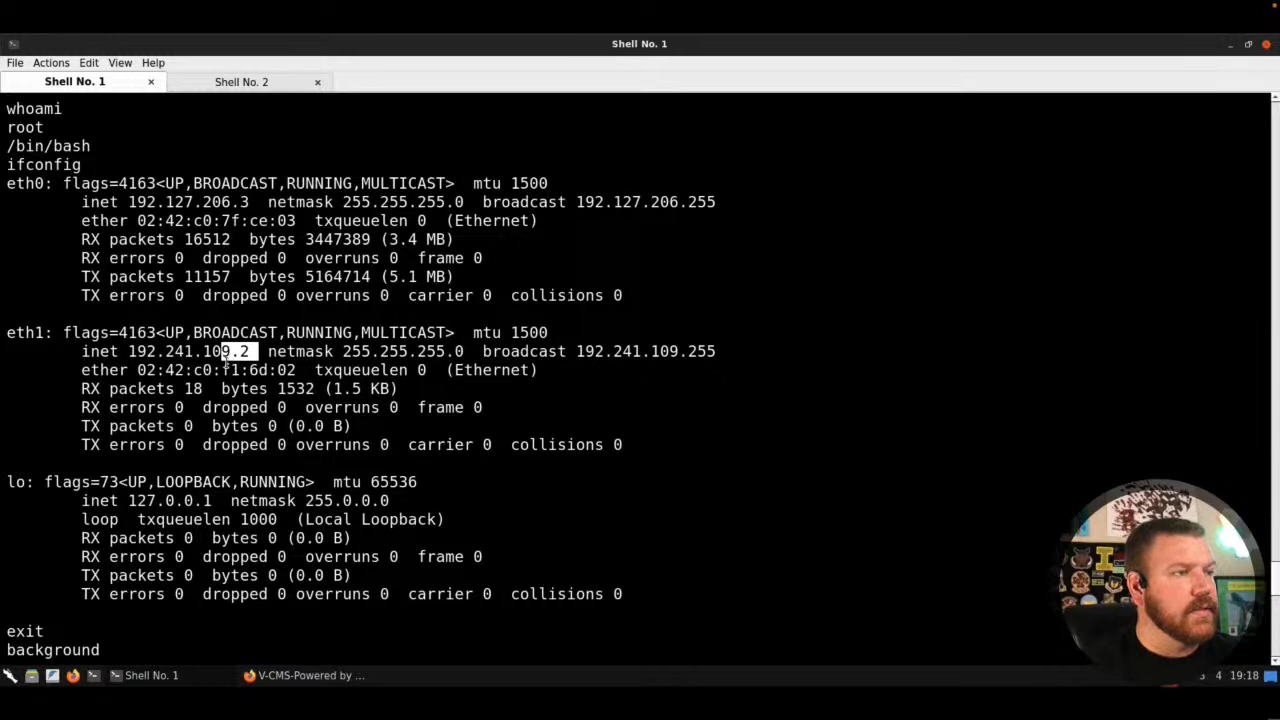 Shell No. 1
File Actions Edit View Help
Shell No. 1 × Shell No. 2 ×
whoami
root
/bin/bash
ifconfig
eth0: flags=4163<UP,BROADCAST,RUNNING,MULTICAST> mtu 1500
inet 192.127.206.3 netmask 255.255.255.0 broadcast 192.127.206.255
ether 02:42:c0:7f:ce:03 txqueuelen 0 (Ethernet)
RX packets 16512 bytes 3447389 (3.4 MB)
RX errors 0 dropped 0 overruns 0 frame 0
TX packets 11157 bytes 5164714 (5.1 MB)
TX errors 0 dropped 0 overruns 0 carrier 0 collisions 0
eth1: flags=4163<UP,BROADCAST,RUNNING,MULTICAST> mtu 1500
inet 192.241.109.2 netmask 255.255.255.0 broadcast 192.241.109.255
ether 02:42:c0:f1:6d:02 txqueuelen 0 (Ethernet)
RX packets 18 bytes 1532 (1.5 KB)
RX errors 0 dropped 0 overruns 0 frame 0
TX packets 0 bytes 0 (0.0 B)
TX errors 0 dropped 0 overruns 0 carrier 0 collisions 0
lo: flags=73<UP,LOOPBACK,RUNNING> mtu 65536
inet 127.0.0.1 netmask 255.0.0.0
loop txqueuelen 1000 (Local Loopback)
RX packets 0 bytes 0 (0.0 B)
RX errors 0 dropped 0 overruns 0 frame 0
TX packets 0 bytes 0 (0.0 B)
TX errors 0 dropped 0 overruns 0 carrier 0 collisions 0
exit
background
Shell No. 1 V-CMS-Powered by ... 4 19:18